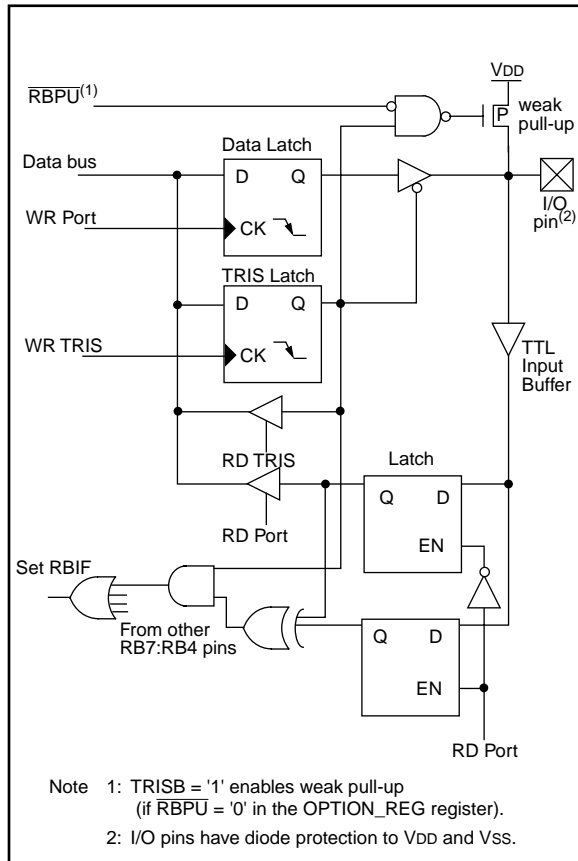 VDD
RBPU(1)
P
weak
pull-up
Data Latch
Data bus
D Q
I/O
pin(2)
WR Port
CK
TRIS Latch
D Q
WR TRIS
CK
TTL
Input
Buffer
RD TRIS
Latch
Q D
RD Port
EN
Set RBIF
From other
RB7:RB4 pins
Q D
EN
RD Port
Note 1: TRISB = '1' enables weak pull-up
(if RBPU = '0' in the OPTION_REG register).
2: I/O pins have diode protection to VDD and VSS.